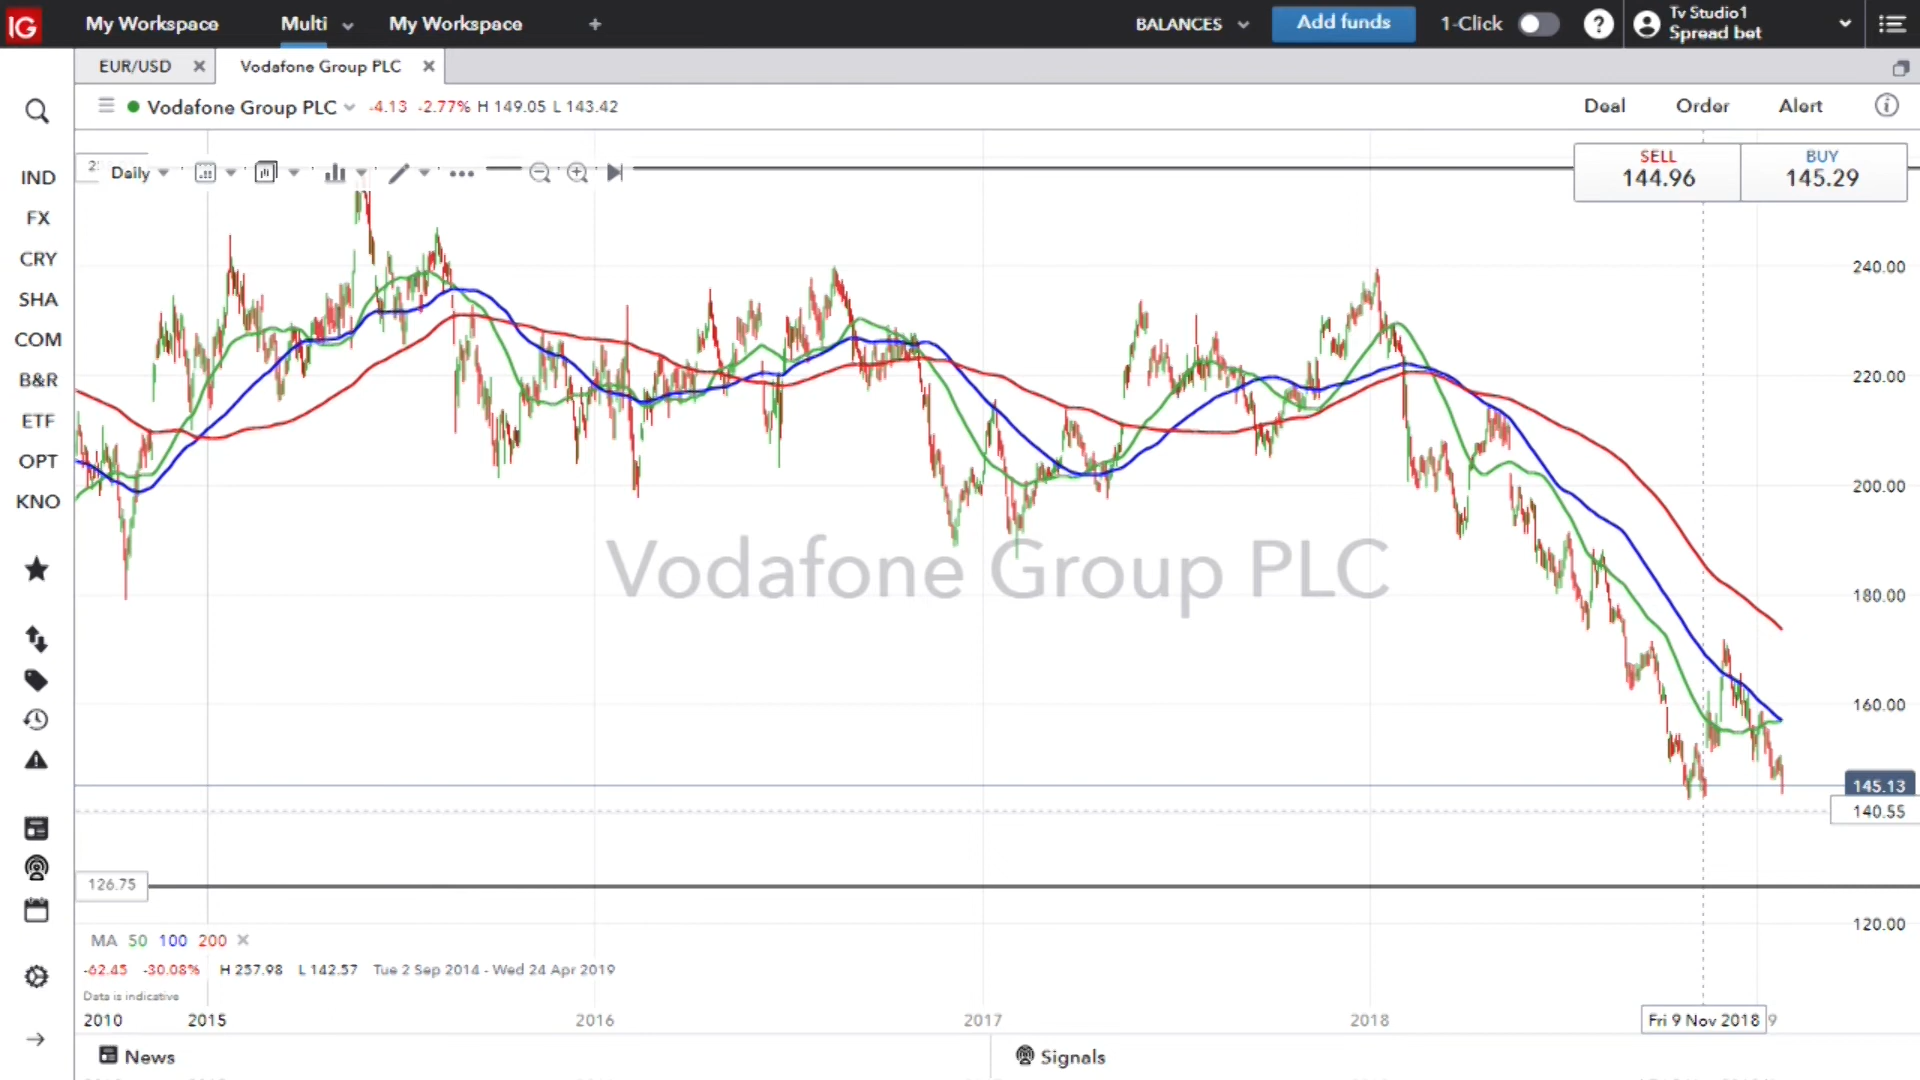 IG My Workspace Multi My Workspace + BALANCES Add funds 1-Click ? Tv Studio1
Spread bet
EUR/USD Vodafone Group PLC
Vodafone Group PLC -4.13 -2.77% H 149.05 L 143.42 Deal Order Alert
Daily
SELL BUY
144.96 145.29
IND
FX
CRY
SHA
COM
B&R
ETF
OPT
KNO
240.00
220.00
200.00
Vodafone Group PLC
180.00
160.00
145.13
140.55
126.75
120.00
MA 50 100 200
-62.45 -30.08% H 257.98 L 142.57 Tue 2 Sep 2014 - Wed 24 Apr 2019
Data is indicative
2010 2015 2016 2017 2018 Fri 9 Nov 2018 9
News Signals